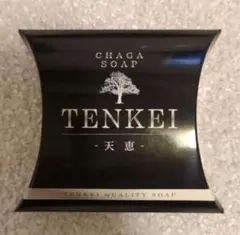 CHAGA
SOAP
TENKEI
- 天恵 -
TENKEI QUALITY SOAP